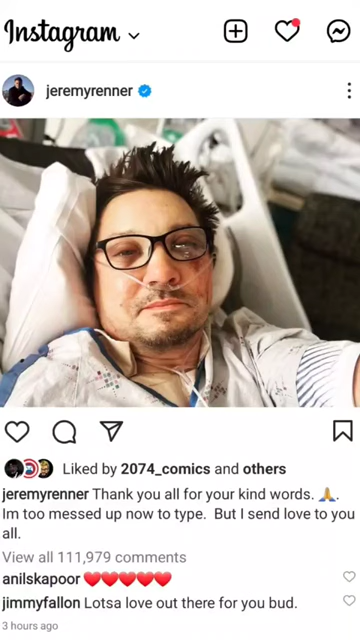 Instagram
jeremyrenner
Liked by 2074_comics and others
jeremyrenner Thank you all for your kind words. 🙏.
Im too messed up now to type. But I send love to you
all.
View all 111,979 comments
anilskapoor ❤️❤️❤️❤️❤️
jimmyfallon Lotsa love out there for you bud.
3 hours ago